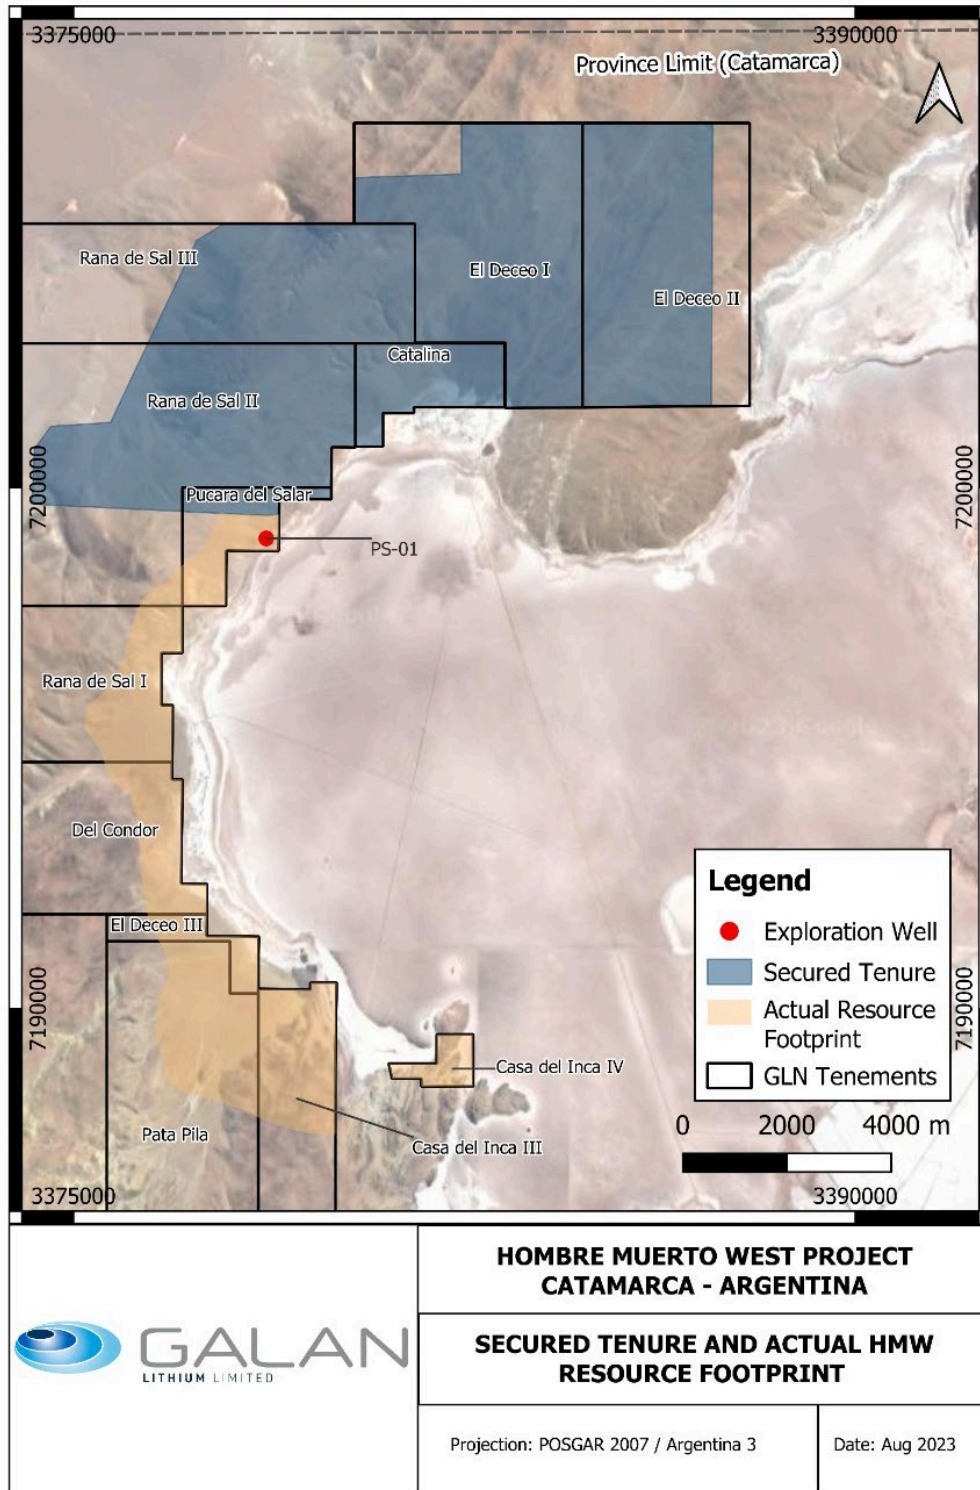 3375000
3390000
Province Limit (Catamarca)
Rana de Sal III
El Deceo I
El Deceo II
Catalina
Rana de Sal II
7200000
7200000
Pucara del Salar
PS-01
Rana de Sal I
Del Condor
El Deceo III
7190000
7190000
Casa del Inca IV
Casa del Inca III
Pata Pila
Legend
Exploration Well
Secured Tenure
Actual Resource
Footprint
GLN Tenements
0 2000 4000 m
3375000
3390000
GALAN
LITHIUM LIMITED
HOMBRE MUERTO WEST PROJECT
CATAMARCA - ARGENTINA
SECURED TENURE AND ACTUAL HMW
RESOURCE FOOTPRINT
Projection: POSGAR 2007 / Argentina 3
Date: Aug 2023